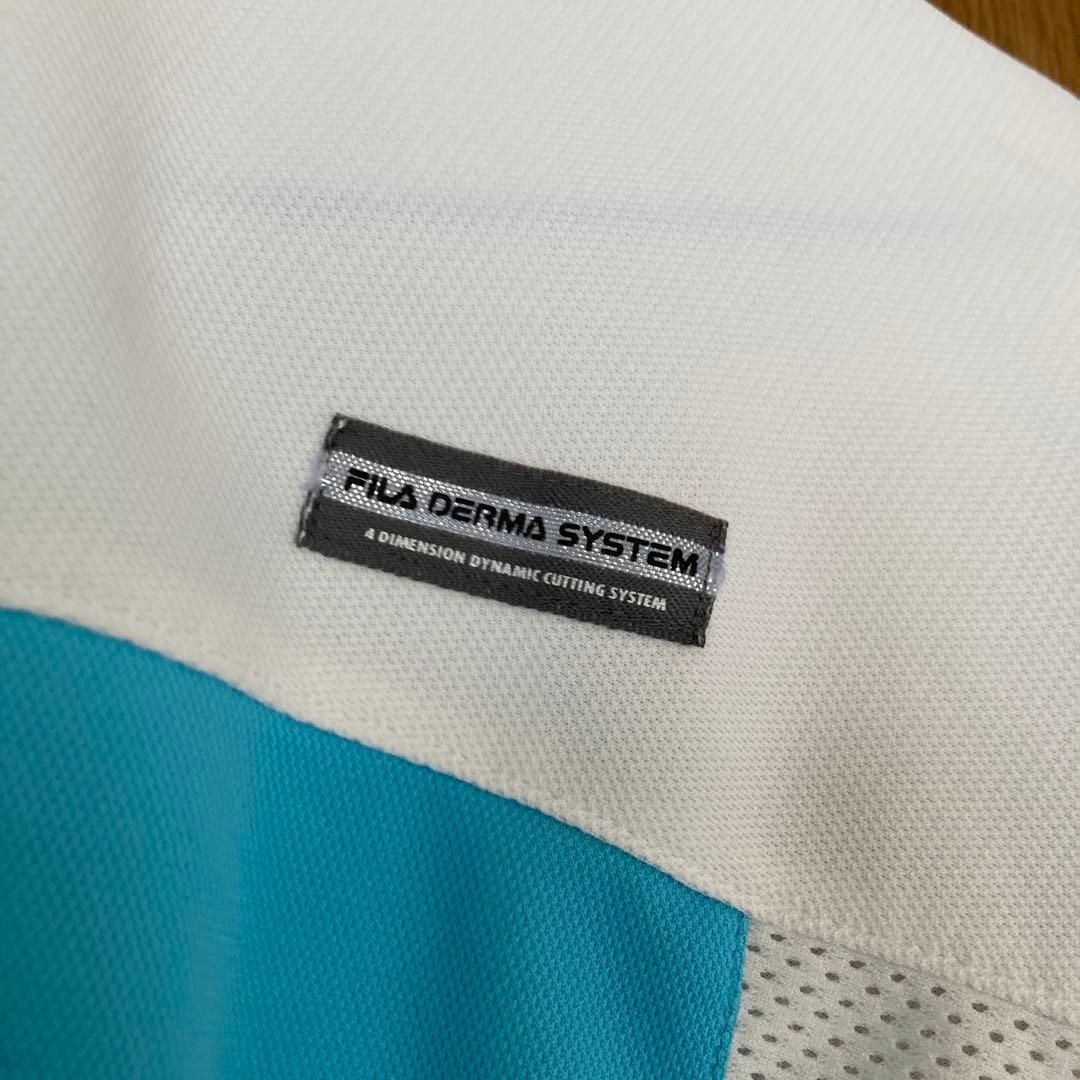 FILA DERMA SYSTEM
4 DIMENSION DYNAMIC CUTTING SYSTEM